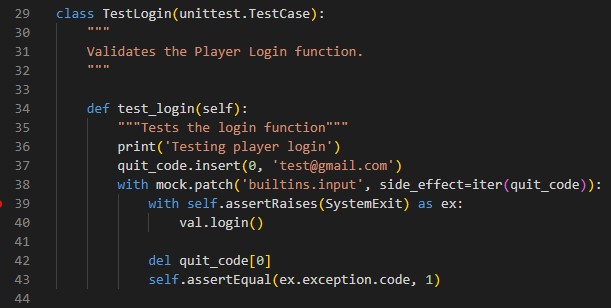 29 class TestLogin(unittest.TestCase):
30     """
31     Validates the Player Login function.
32     """
33
34     def test_login(self):
35         """Tests the login function"""
36         print('Testing player login')
37         quit_code.insert(0, 'test@gmail.com')
38         with mock.patch('builtins.input', side_effect=iter(quit_code)):
39             with self.assertRaises(SystemExit) as ex:
40                 val.login()
41
42             del quit_code[0]
43             self.assertEqual(ex.exception.code, 1)
44